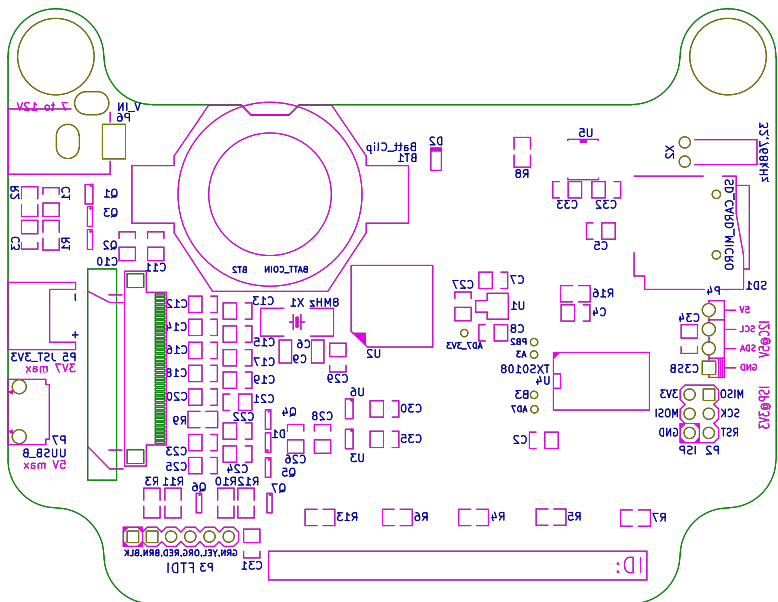 7 to 12V
V_IN
P6
Batt_Clip
BT1
D2
U5
R8
X2
32,768kHz
R2
C1
Q1
Q3
C3
R1
Q2
C10
C11
C33
C32
C5
SD_CARD_MICRO
SD1
BT2
BATT_COIN
P4
C12
C13
X1
8MHz
C14
C15
C6
C9
C16
C17
C18
C19
C20
C21
C29
U2
C27
C7
U1
C8
AD7_3V3
R16
C4
PB2
A3
TXS0108
U4
B3
AD7
C34
C3SB
5V
SCL
SDA
GND
I2C@5V
P5 JST_3V3
3V7 max
P7
UUSB_B
5V max
R9
C22
C23
C24
C25
Q4
D1
Q5
C28
C26
U6
U3
C30
C35
C2
3V3
MISO
MOSI
SCK
GND
RST
ISP
P2
ISP@3V3
R3
R11
Q6
R10
R12
Q7
R13
R6
R4
R5
R7
BLK.
BRN.
RED.
ORG.
YEL.
GRN.
P3 FTDI
C31
ID: